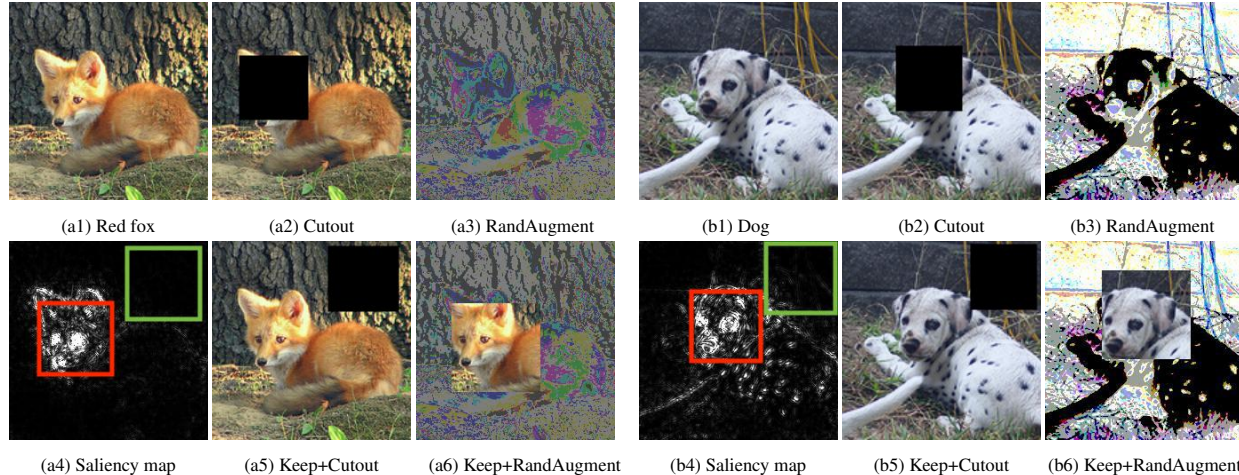 (a1) Red fox
(a2) Cutout
(a3) RandAugment
(b1) Dog
(b2) Cutout
(b3) RandAugment
(a4) Saliency map
(a5) Keep+Cutout
(a6) Keep+RandAugment
(b4) Saliency map
(b5) Keep+Cutout
(b6) Keep+RandAugment